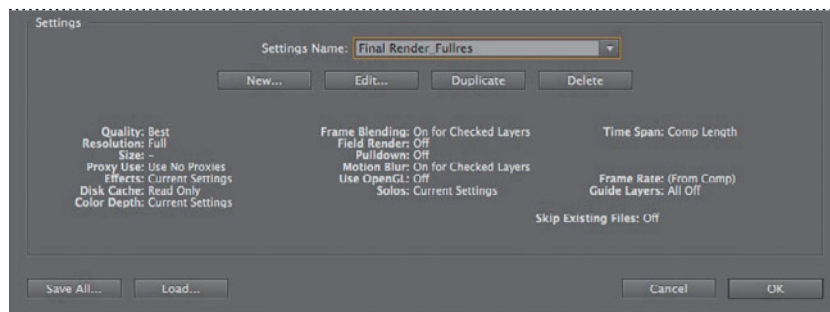 Settings
Settings Name: Final Render_Fullres
New... Edit... Duplicate Delete
Quality: Best
Resolution: Full
Size: -
Proxy Use: Use No Proxies
Effects: Current Settings
Disk Cache: Read Only
Color Depth: Current Settings
Frame Blending: On for Checked Layers
Field Render: Off
Pulldown: Off
Motion Blur: On for Checked Layers
Use OpenGL: Off
Solos: Current Settings
Time Span: Comp Length
Frame Rate: (From Comp)
Guide Layers: All Off
Skip Existing Files: Off
Save All... Load... Cancel OK